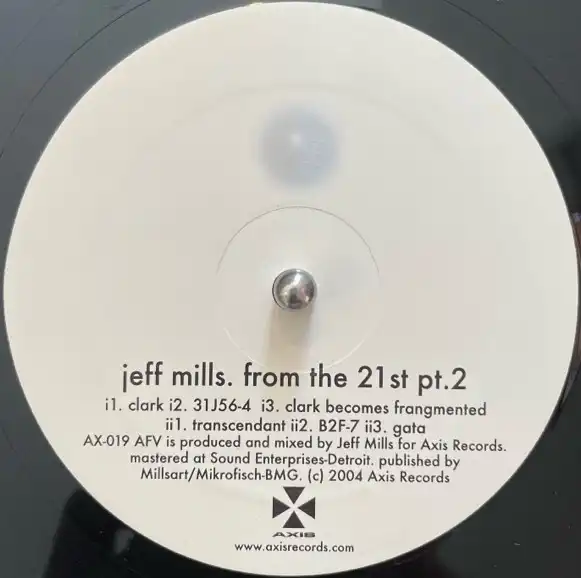 jeff mills. from the 21st pt.2
i1. clark i2. 31J56-4 i3. clark becomes frangmented
ii1. transcendant ii2. B2F-7 ii3. gata
AX-019 AFV is produced and mixed by Jeff Mills for Axis Records.
mastered at Sound Enterprises-Detroit. published by
Millsart/Mikrofisch-BMG. (c) 2004 Axis Records
AXIS
www.axisrecords.com